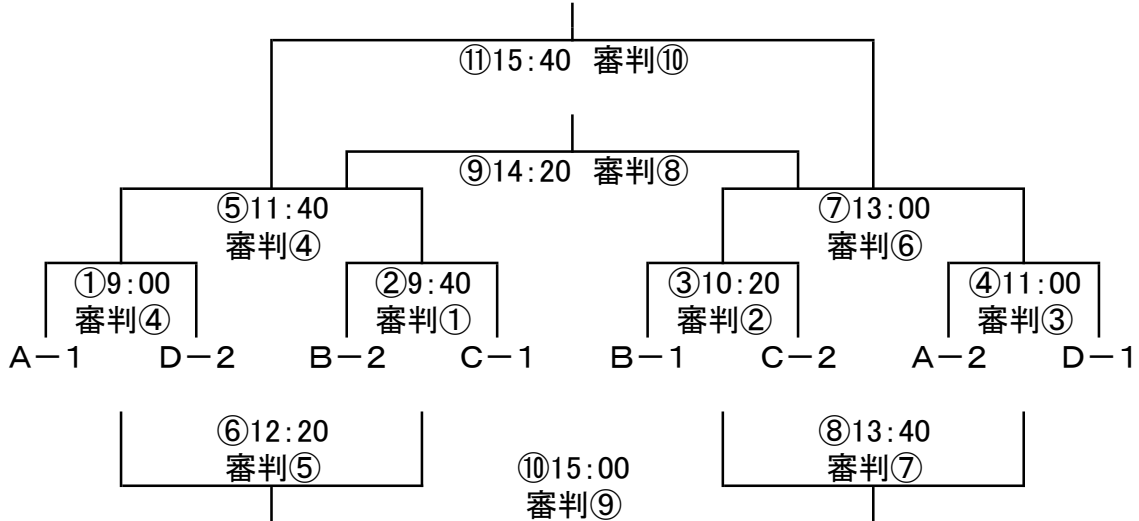 ⑪15:40 審判⑩
⑨14:20 審判⑧
⑤11:40
審判④
⑦13:00
審判⑥
①9:00
審判④
②9:40
審判①
③10:20
審判②
④11:00
審判③
A-1 D-2 B-2 C-1 B-1 C-2 A-2 D-1
⑥12:20
審判⑤
⑧13:40
審判⑦
⑩15:00
審判⑨